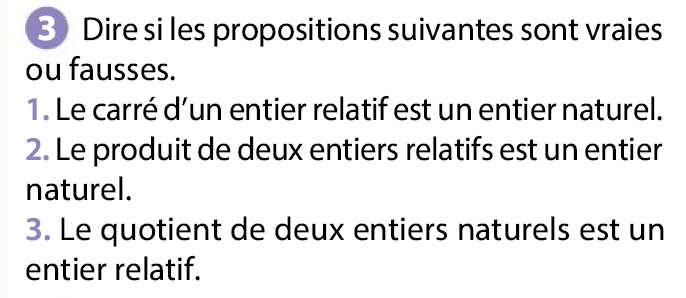 3 Dire si les propositions suivantes sont vraies
ou fausses.
1. Le carré d’un entier relatif est un entier naturel.
2. Le produit de deux entiers relatifs est un entier
naturel.
3. Le quotient de deux entiers naturels est un
entier relatif.